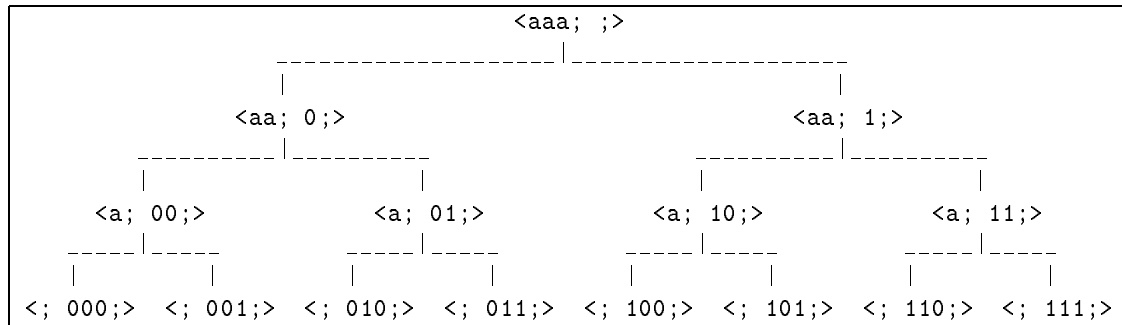 <aaa; ;>
<aa; 0;> <aa; 1;>
<a; 00;> <a; 01;> <a; 10;> <a; 11;>
<; 000;> <; 001;> <; 010;> <; 011;> <; 100;> <; 101;> <; 110;> <; 111;>